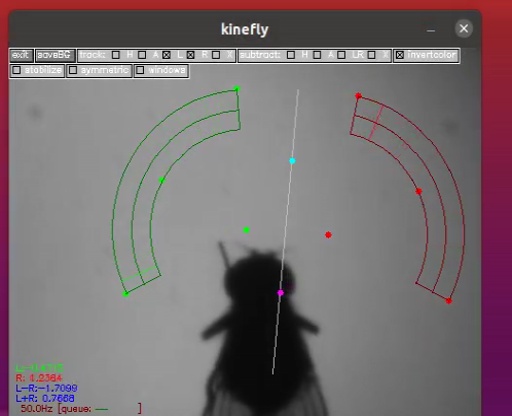 kinefly
exit saveBG track: H A L R X subtract: H A LR X invertcolor
stabilize symmetric windows
R: 1.2364
L-R:-1.7099
L+R: 0.7668
50.0Hz [queue: ]